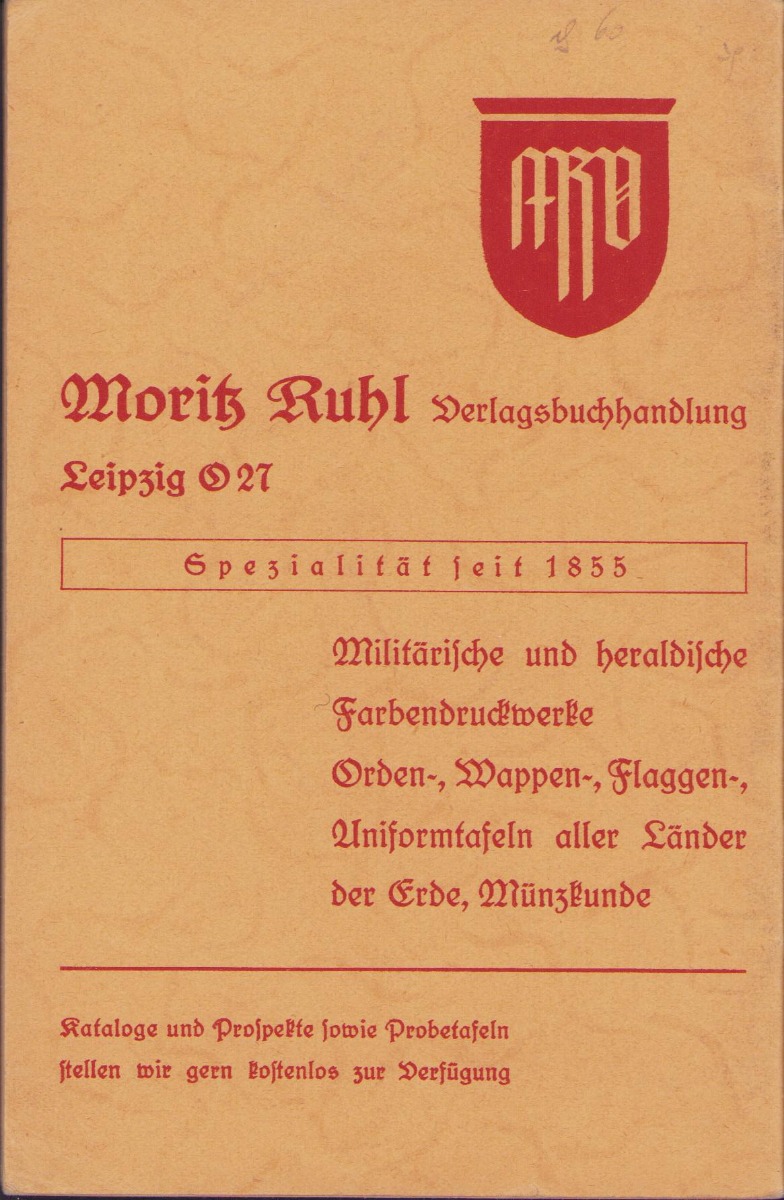 MRV
Moritz Ruhl Verlagsbuchhandlung
Leipzig O 27
Spezialität seit 1855
Militärische und heraldische
Farbendruckwerke
Orden-, Wappen-, Flaggen-,
Uniformtafeln aller Länder
der Erde, Münzkunde
Kataloge und Prospekte sowie Probetafeln
stellen wir gern kostenlos zur Verfügung